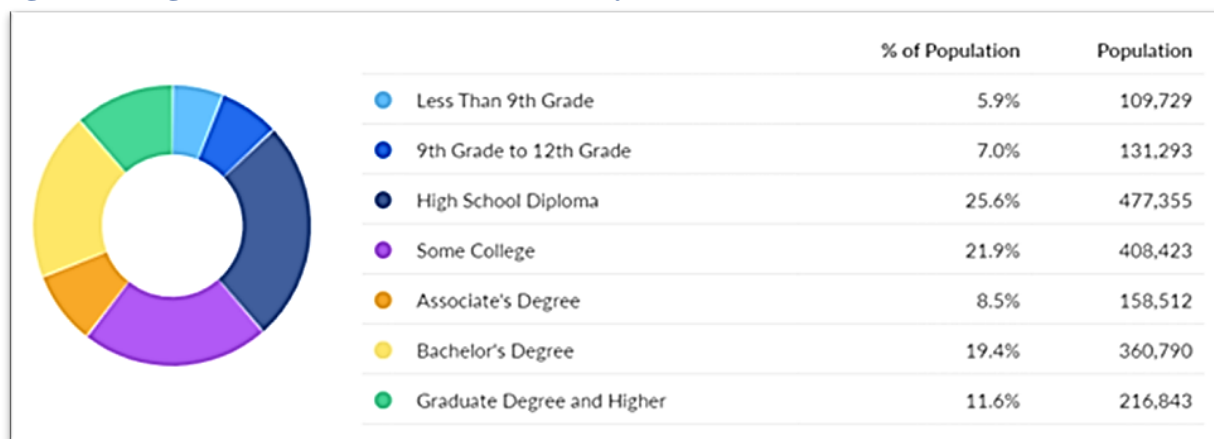 % of Population Population
Less Than 9th Grade 5.9% 109,729
9th Grade to 12th Grade 7.0% 131,293
High School Diploma 25.6% 477,355
Some College 21.9% 408,423
Associate's Degree 8.5% 158,512
Bachelor's Degree 19.4% 360,790
Graduate Degree and Higher 11.6% 216,843